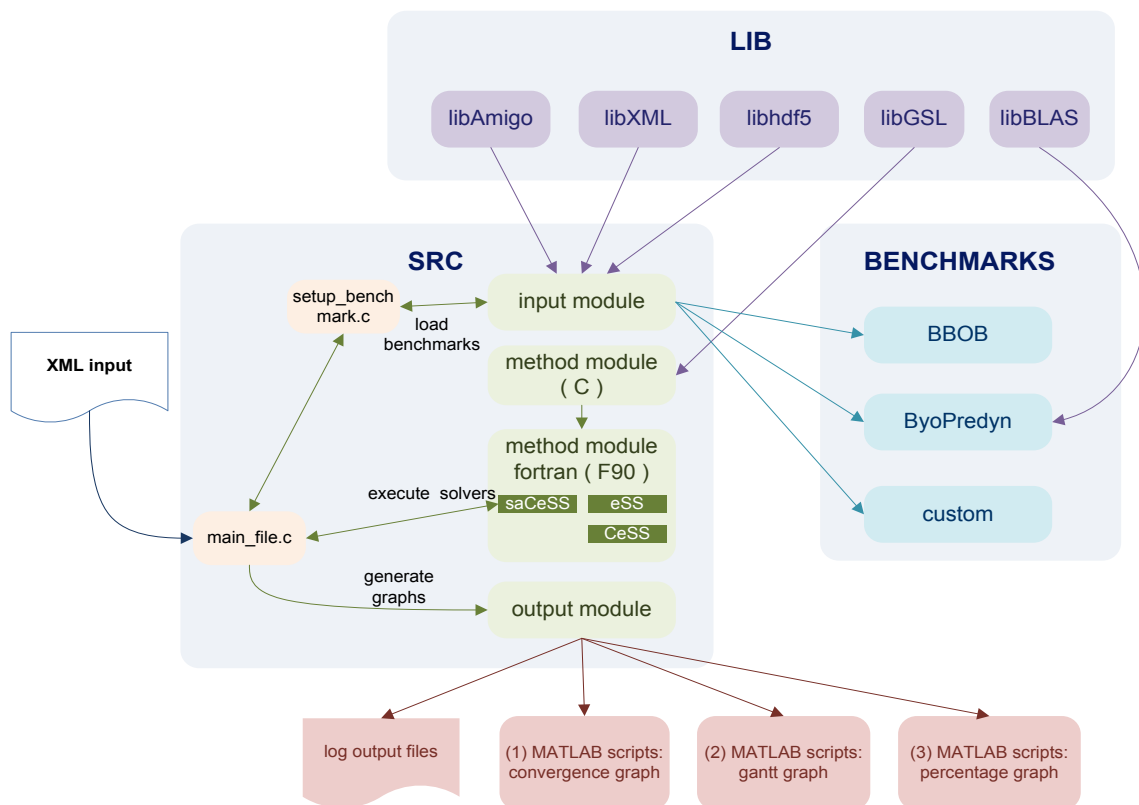 LIB
libAmigo
libXML
libhdf5
libGSL
libBLAS
SRC
BENCHMARKS
setup_bench
mark.c
input module
load
benchmarks
BBOB
XML input
method module
( C )
ByoPredyn
method module
fortran ( F90 )
execute solvers
saCeSS
eSS
CeSS
custom
main_file.c
generate
graphs
output module
log output files
(1) MATLAB scripts:
convergence graph
(2) MATLAB scripts:
gantt graph
(3) MATLAB scripts:
percentage graph